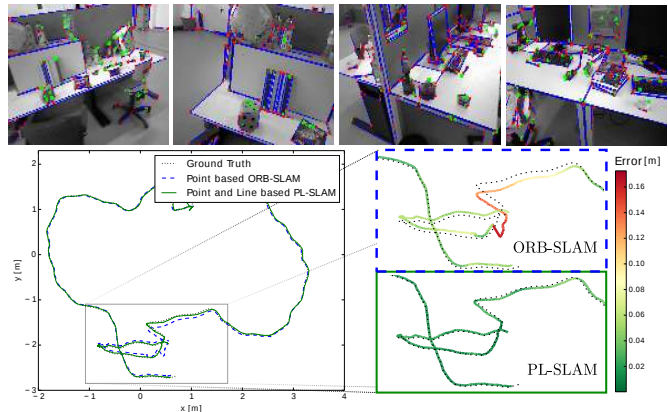 Ground Truth
Point based ORB-SLAM
Point and Line based PL-SLAM
2
1
0
−1
−2
−3
y [m]
−2 −1 0 1 2 3 4
x [m]
ORB-SLAM
PL-SLAM
Error [m]
0.16
0.14
0.12
0.10
0.08
0.06
0.04
0.02